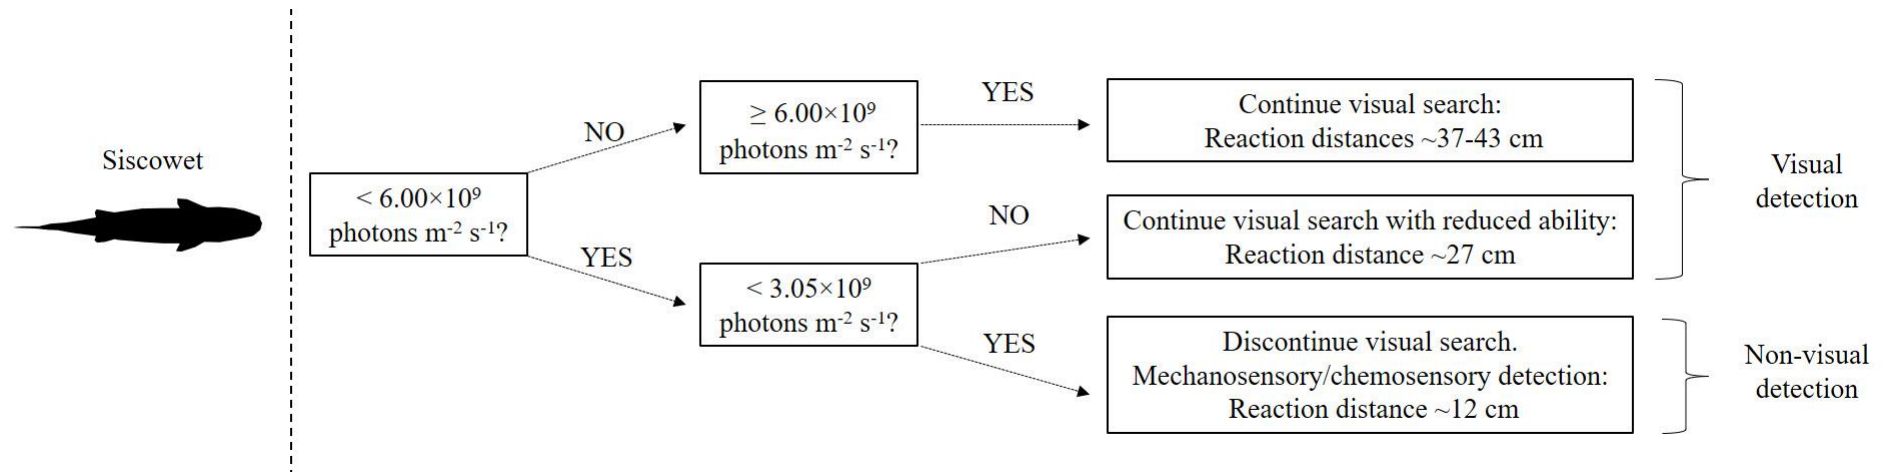 Siscowet
< 6.00×10⁹
photons m⁻² s⁻¹?
NO
YES
≥ 6.00×10⁹
photons m⁻² s⁻¹?
YES
< 3.05×10⁹
photons m⁻² s⁻¹?
NO
YES
Continue visual search:
Reaction distances ~37-43 cm
Continue visual search with reduced ability:
Reaction distance ~27 cm
Discontinue visual search.
Mechanosensory/chemosensory detection:
Reaction distance ~12 cm
Visual
detection
Non-visual
detection